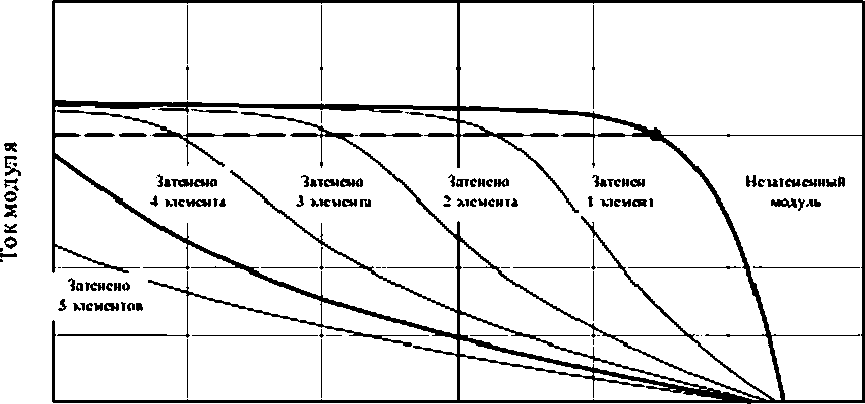 Ток модуля
Затенено
4 элемента
Затенено
3 элемента
Затенено
2 элемента
Затенен
1 элемент
Незатененный
модуль
Затенено
5 элементов